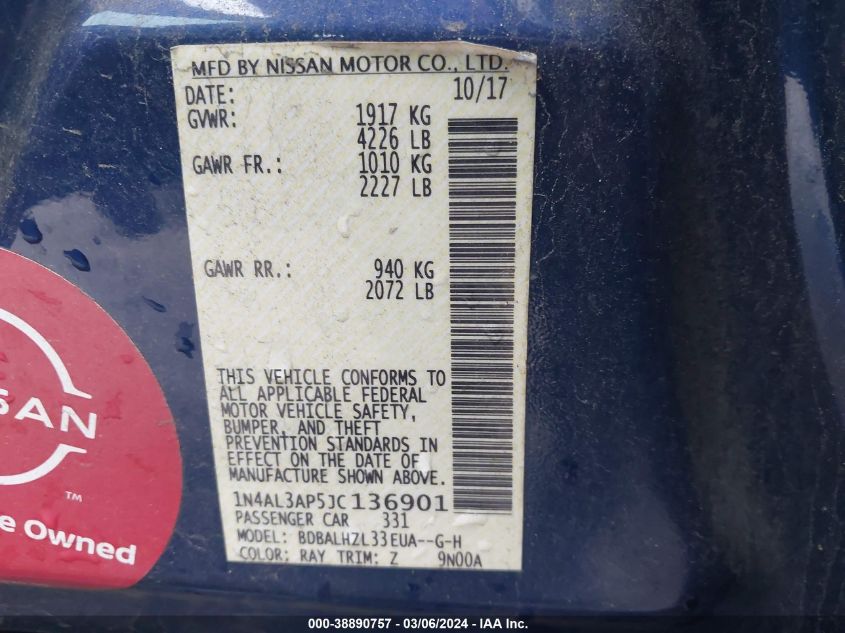 MFD BY NISSAN MOTOR CO., LTD.
DATE: 10/17
GVWR: 1917 KG
4226 LB
GAWR FR.: 1010 KG
2227 LB
GAWR RR.: 940 KG
2072 LB
THIS VEHICLE CONFORMS TO
ALL APPLICABLE FEDERAL
MOTOR VEHICLE SAFETY,
BUMPER, AND THEFT
PREVENTION STANDARDS IN
EFFECT ON THE DATE OF
MANUFACTURE SHOWN ABOVE.
1N4AL3AP5JC136901
PASSENGER CAR 331
MODEL: BDBALHZL33EUA--G-H
COLOR: RAY TRIM: Z 9N00A
SSAN
TM
e Owned
000-38890757 - 03/06/2024 - IAA Inc.